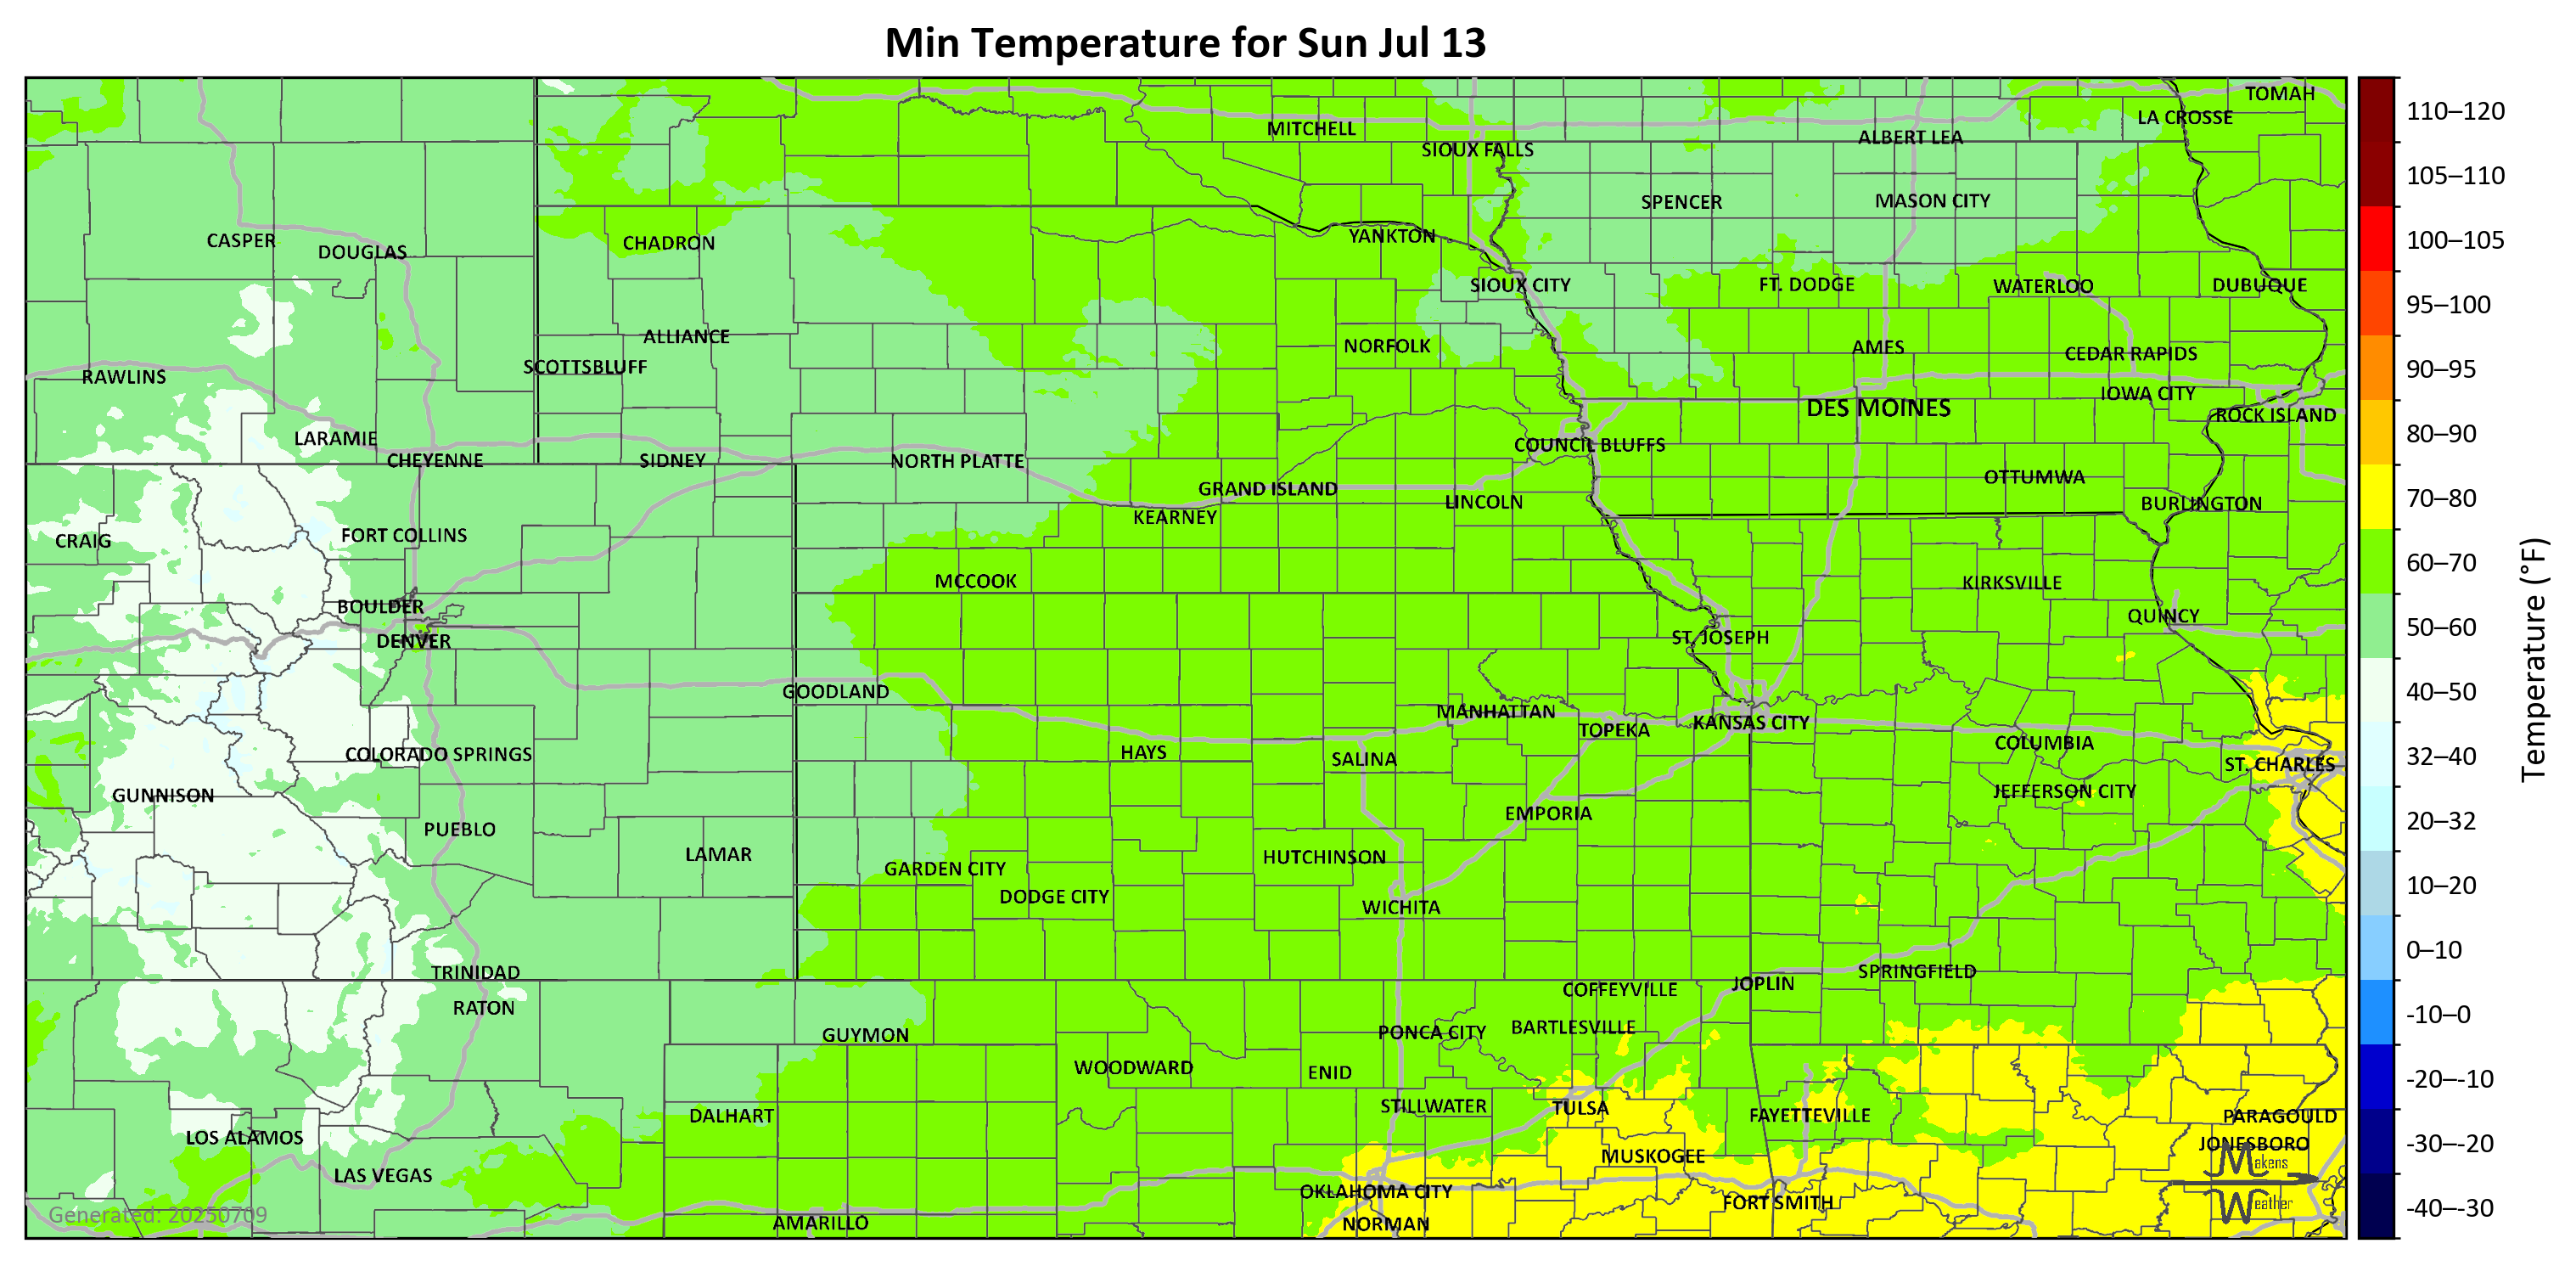 Min Temperature for Sun Jul 13
TOMAH
LA CROSSE
MITCHELL
ALBERT LEA
SIOUX FALLS
SPENCER
MASON CITY
YANKTON
CASPER
CHADRON
DOUGLAS
SIOUX CITY
FT. DODGE
WATERLOO
DUBUQUE
ALLIANCE
NORFOLK
AMES
CEDAR RAPIDS
SCOTTSBLUFF
RAWLINS
IOWA CITY
DES MOINES
ROCK ISLAND
LARAMIE
COUNCIL BLUFFS
CHEYENNE
SIDNEY
NORTH PLATTE
OTTUMWA
GRAND ISLAND
LINCOLN
BURLINGTON
KEARNEY
FORT COLLINS
CRAIG
MCCOOK
KIRKSVILLE
BOULDER
QUINCY
ST. JOSEPH
DENVER
GOODLAND
MANHATTAN
KANSAS CITY
TOPEKA
COLUMBIA
HAYS
COLORADO SPRINGS
SALINA
ST. CHARLES
JEFFERSON CITY
GUNNISON
EMPORIA
PUEBLO
LAMAR
HUTCHINSON
GARDEN CITY
DODGE CITY
WICHITA
TRINIDAD
SPRINGFIELD
JOPLIN
COFFEYVILLE
RATON
BARTLESVILLE
PONCA CITY
GUYMON
WOODWARD
ENID
STILLWATER
TULSA
DALHART
FAYETTEVILLE
PARAGOULD
LOS ALAMOS
JONESBORO
MUSKOGEE
Makens
LAS VEGAS
OKLAHOMA CITY
FORT SMITH
Weather
Generated: 20250709
AMARILLO
NORMAN
110–120
105–110
100–105
95–100
90–95
80–90
70–80
60–70
50–60
40–50
32–40
20–32
10–20
0–10
-10–0
-20–-10
-30–-20
-40–-30
Temperature (°F)